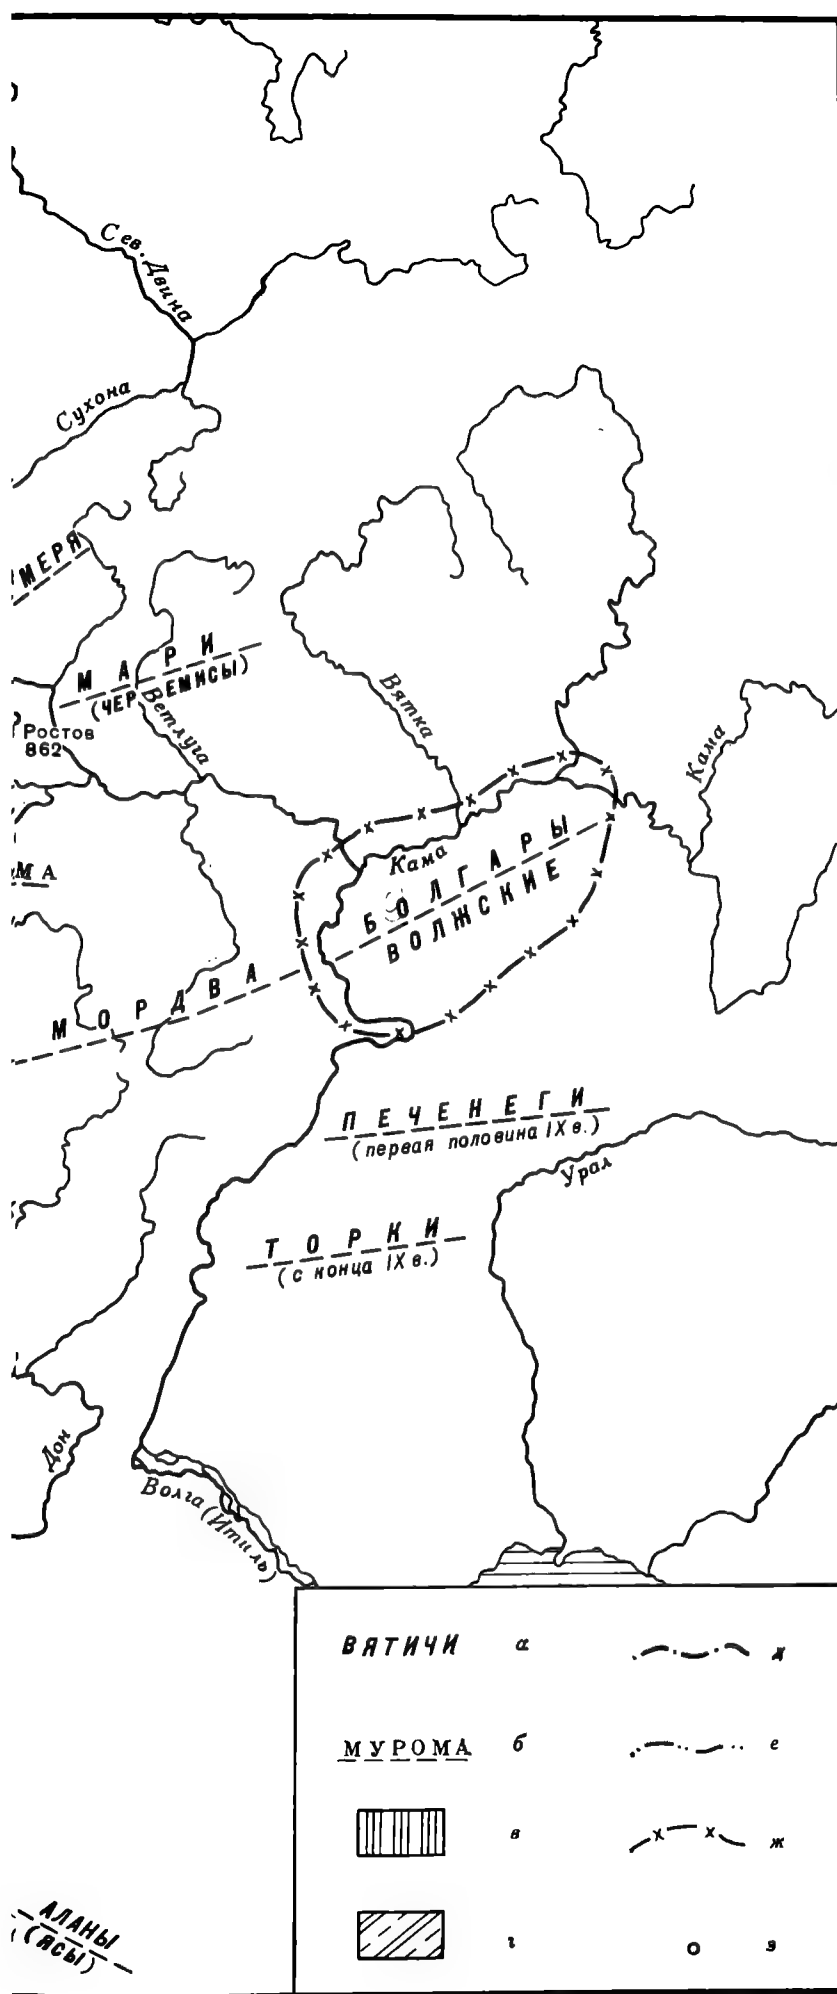 Сев. Двина
Сухона
МЕРЯ
МАРИ
(ЧЕРЕМИСЫ)
Ветлуга
Вятка
Кама
Ростов
862
Кама
МА
БОЛГАРЫ
ВОЛЖСКИЕ
МОРДВА
ПЕЧЕНЕГИ
(первая половина IX в.)
Урал
ТОРКИ
(с конца IX в.)
Дон
Волга (Итиль)
ВЯТИЧИ а
д
МУРОМА б
е
в
ж
г
з
АЛАНЫ
(ЯСЫ)